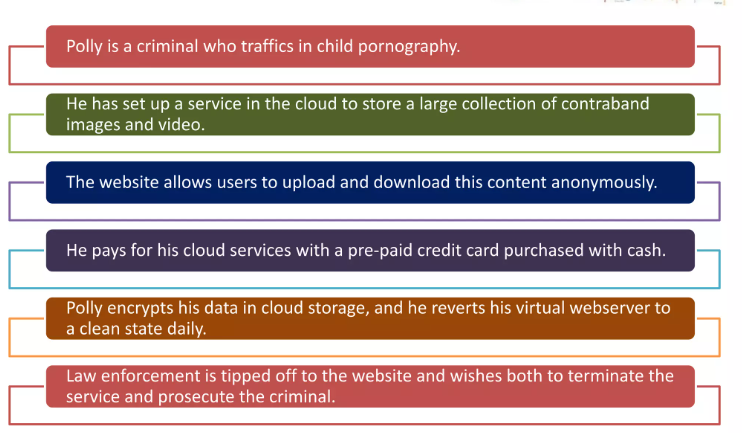 Polly is a criminal who traffics in child pornography.
He has set up a service in the cloud to store a large collection of contraband
images and video.
The website allows users to upload and download this content anonymously.
He pays for his cloud services with a pre-paid credit card purchased with cash.
Polly encrypts his data in cloud storage, and he reverts his virtual webserver to
a clean state daily.
Law enforcement is tipped off to the website and wishes both to terminate the
service and prosecute the criminal.